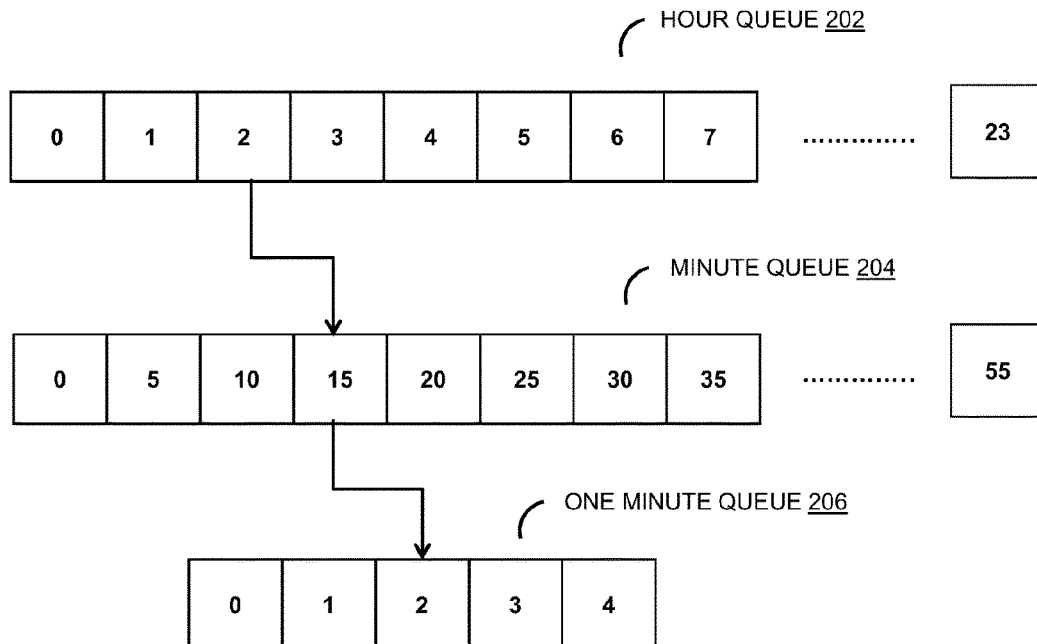 HOUR QUEUE 202
0 1 2 3 4 5 6 7 .............. 23
MINUTE QUEUE 204
0 5 10 15 20 25 30 35 .............. 55
ONE MINUTE QUEUE 206
0 1 2 3 4